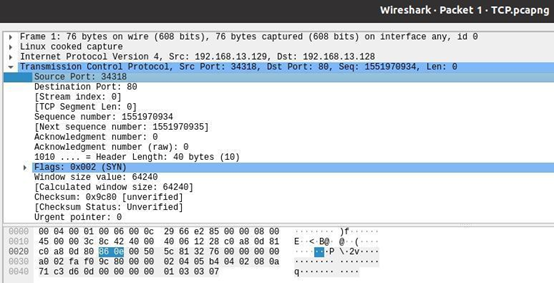 Wireshark · Packet 1 · TCP.pcapng
Frame 1: 76 bytes on wire (608 bits), 76 bytes captured (608 bits) on interface any, id 0
Linux cooked capture
Internet Protocol Version 4, Src: 192.168.13.129, Dst: 192.168.13.128
Transmission Control Protocol, Src Port: 34318, Dst Port: 80, Seq: 1551970934, Len: 0
Source Port: 34318
Destination Port: 80
[Stream index: 0]
[TCP Segment Len: 0]
Sequence number: 1551970934
[Next sequence number: 1551970935]
Acknowledgment number: 0
Acknowledgment number (raw): 0
1010 .... = Header Length: 40 bytes (10)
Flags: 0x002 (SYN)
Window size value: 64240
[Calculated window size: 64240]
Checksum: 0x9c80 [unverified]
[Checksum Status: Unverified]
Urgent pointer: 0
0000 00 04 00 01 00 06 00 0c 29 66 e2 85 00 00 08 00 ········ )f······
0010 45 00 00 3c 8c 42 40 00 40 06 12 28 c0 a8 0d 81 E··<·B@· @··(····
0020 c0 a8 0d 80 86 0e 00 50 5c 81 32 76 00 00 00 00 ·······P \·2v····
0030 a0 02 fa f0 9c 80 00 00 02 04 05 b4 04 02 08 0a ········ ········
0040 71 c3 d6 0d 00 00 00 00 01 03 03 07 q······· ····